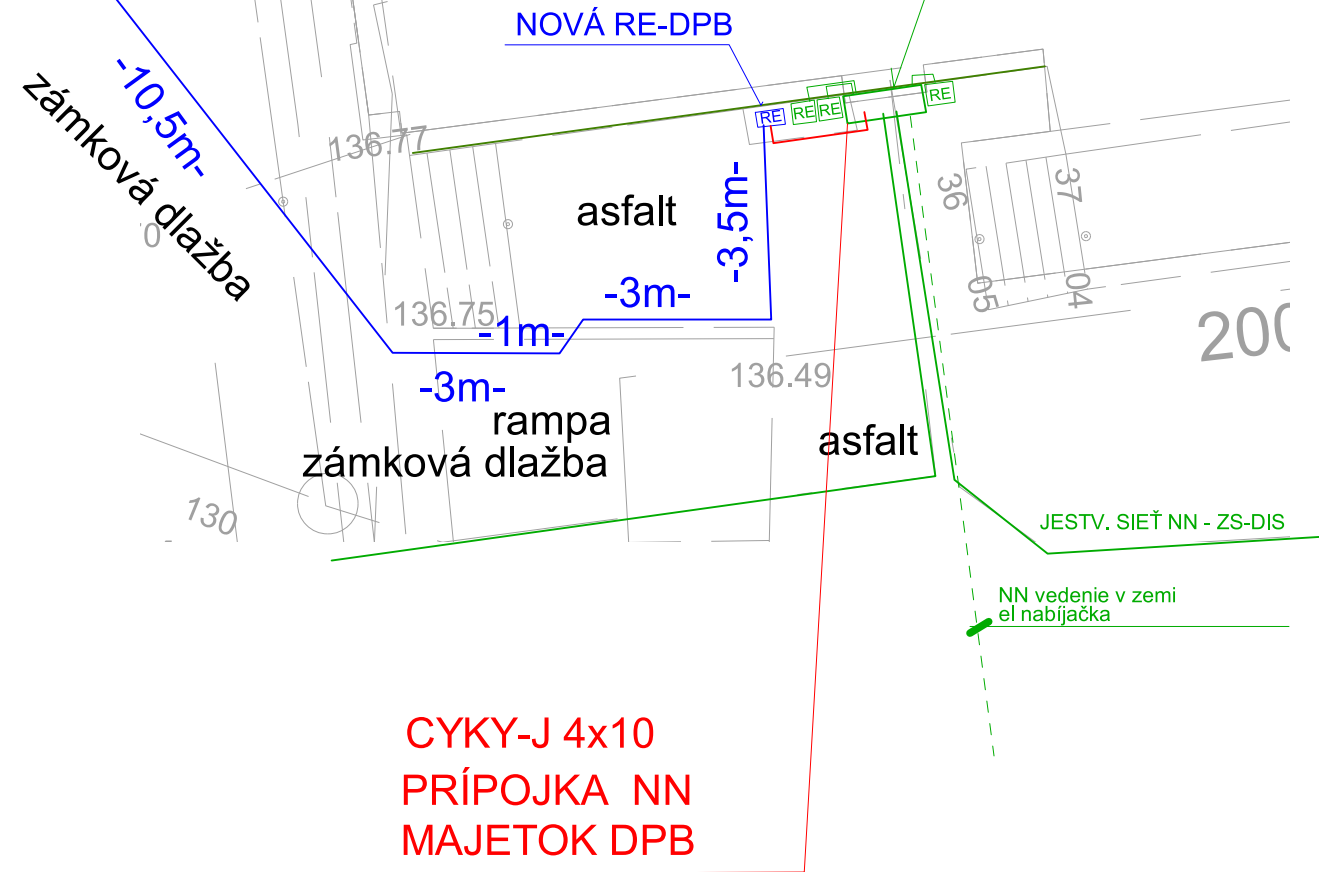 NOVÁ RE-DPB
-10,5m-
zámková dlažba
136.77
RE
RE
RE
RE
asfalt
-3,5m-
36
37
0
-3m-
05
04
136.75
-1m-
200
136.49
-3m-
rampa
zámková dlažba
asfalt
130
JESTV. SIEŤ NN - ZS-DIS
NN vedenie v zemi
el nabíjačka
CYKY-J 4x10
PRÍPOJKA NN
MAJETOK DPB